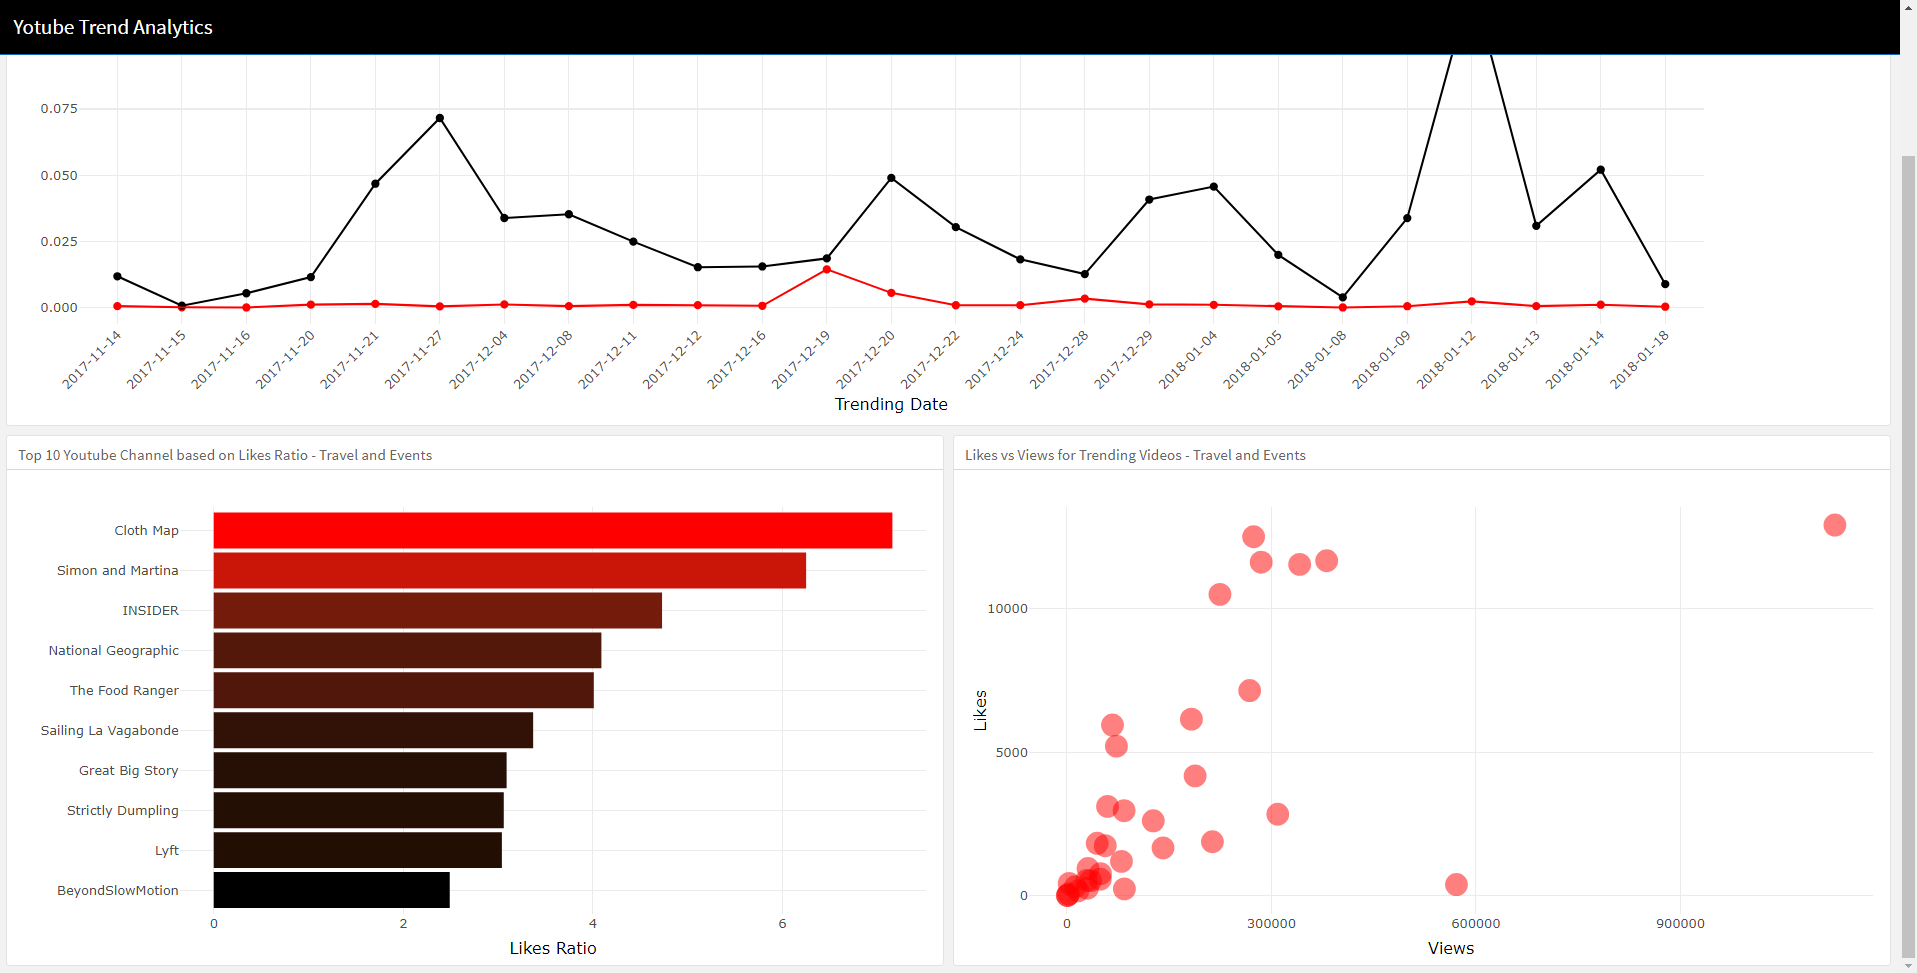 Yotube Trend Analytics
0.075
0.050
0.025
0.000
2017-11-14
2017-11-15
2017-11-16
2017-11-20
2017-11-21
2017-11-27
2017-12-04
2017-12-08
2017-12-11
2017-12-12
2017-12-16
2017-12-19
2017-12-20
2017-12-22
2017-12-24
2017-12-28
2017-12-29
2018-01-04
2018-01-05
2018-01-08
2018-01-09
2018-01-12
2018-01-13
2018-01-14
2018-01-18
Trending Date
Top 10 Youtube Channel based on Likes Ratio - Travel and Events
Cloth Map
Simon and Martina
INSIDER
National Geographic
The Food Ranger
Sailing La Vagabonde
Great Big Story
Strictly Dumpling
Lyft
BeyondSlowMotion
0 2 4 6
Likes Ratio
Likes vs Views for Trending Videos - Travel and Events
Likes
10000
5000
0
0 300000 600000 900000
Views